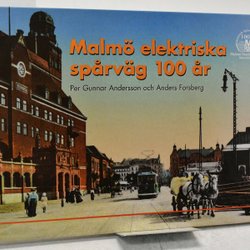 Malmö elektriska
spårväg 100 år
Per Gunnar Andersson och Anders Forsberg